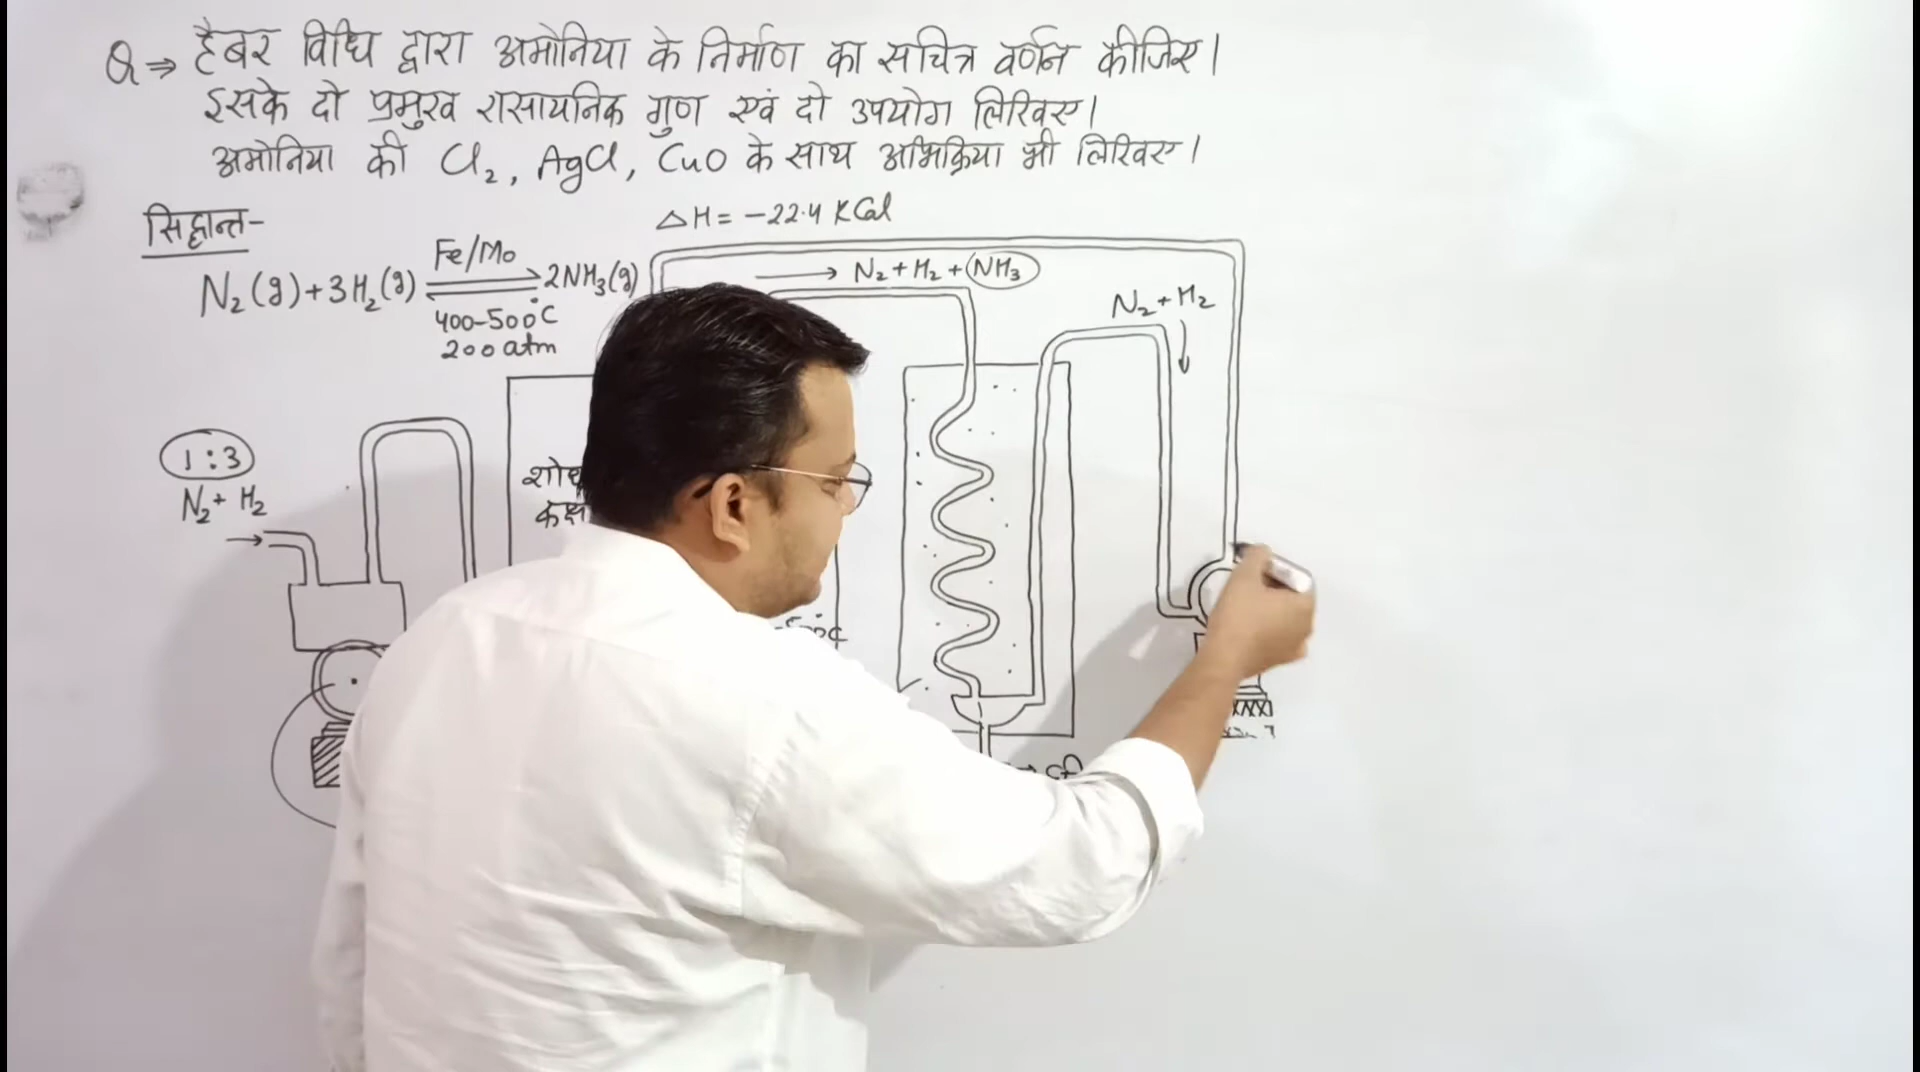 Q⇒ हैबर विधि द्वारा अमोनिया के निर्माण का सचित्र वर्णन कीजिए।
इसके दो प्रमुख रासायनिक गुण एवं दो उपयोग लिखिए।
अमोनिया की Cl₂, AgCl, CuO के साथ अभिक्रिया भी लिखिए।
सिद्धान्त-
△H = -22.4 KCal
Fe/Mo
N₂(g)+3H₂(g) ⇌ 2NH₃(g)
400-500°C
200 atm
→ N₂+H₂+NH₃
N₂+H₂
1:3
N₂+H₂
कक्ष